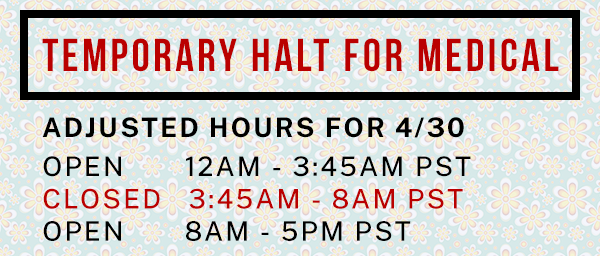 TEMPORARY HALT FOR MEDICAL
ADJUSTED HOURS FOR 4/30
OPEN 12AM - 3:45AM PST
CLOSED 3:45AM - 8AM PST
OPEN 8AM - 5PM PST